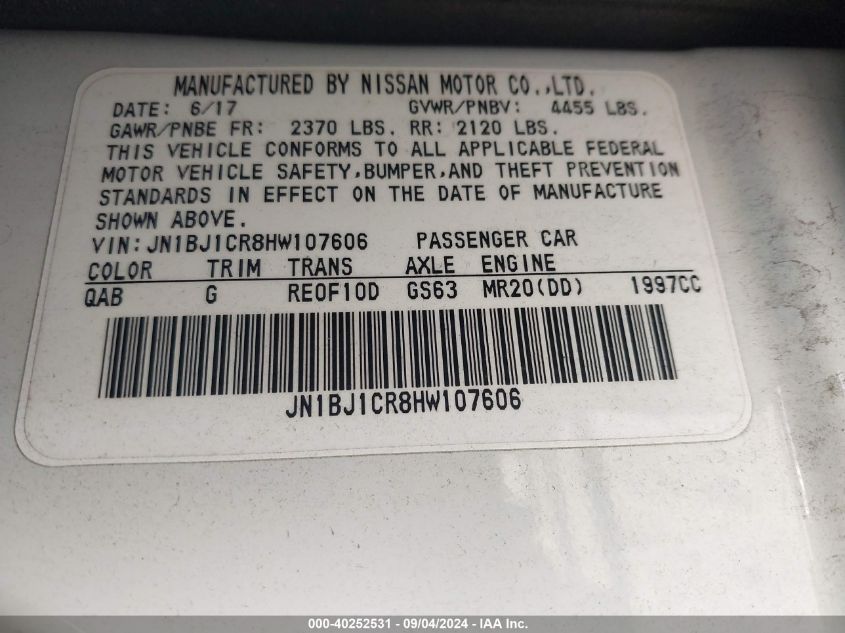 MANUFACTURED BY NISSAN MOTOR CO.,LTD.
DATE: 6/17 GVWR/PNBV: 4455 LBS.
GAWR/PNBE FR: 2370 LBS. RR: 2120 LBS.
THIS VEHICLE CONFORMS TO ALL APPLICABLE FEDERAL
MOTOR VEHICLE SAFETY,BUMPER,AND THEFT PREVENTION
STANDARDS IN EFFECT ON THE DATE OF MANUFACTURE
SHOWN ABOVE.
VIN:JN1BJ1CR8HW107606 PASSENGER CAR
COLOR TRIM TRANS AXLE ENGINE
QAB G RE0F10D GS63 MR20(DD) 1997CC
JN1BJ1CR8HW107606
000-40252531 - 09/04/2024 - IAA Inc.